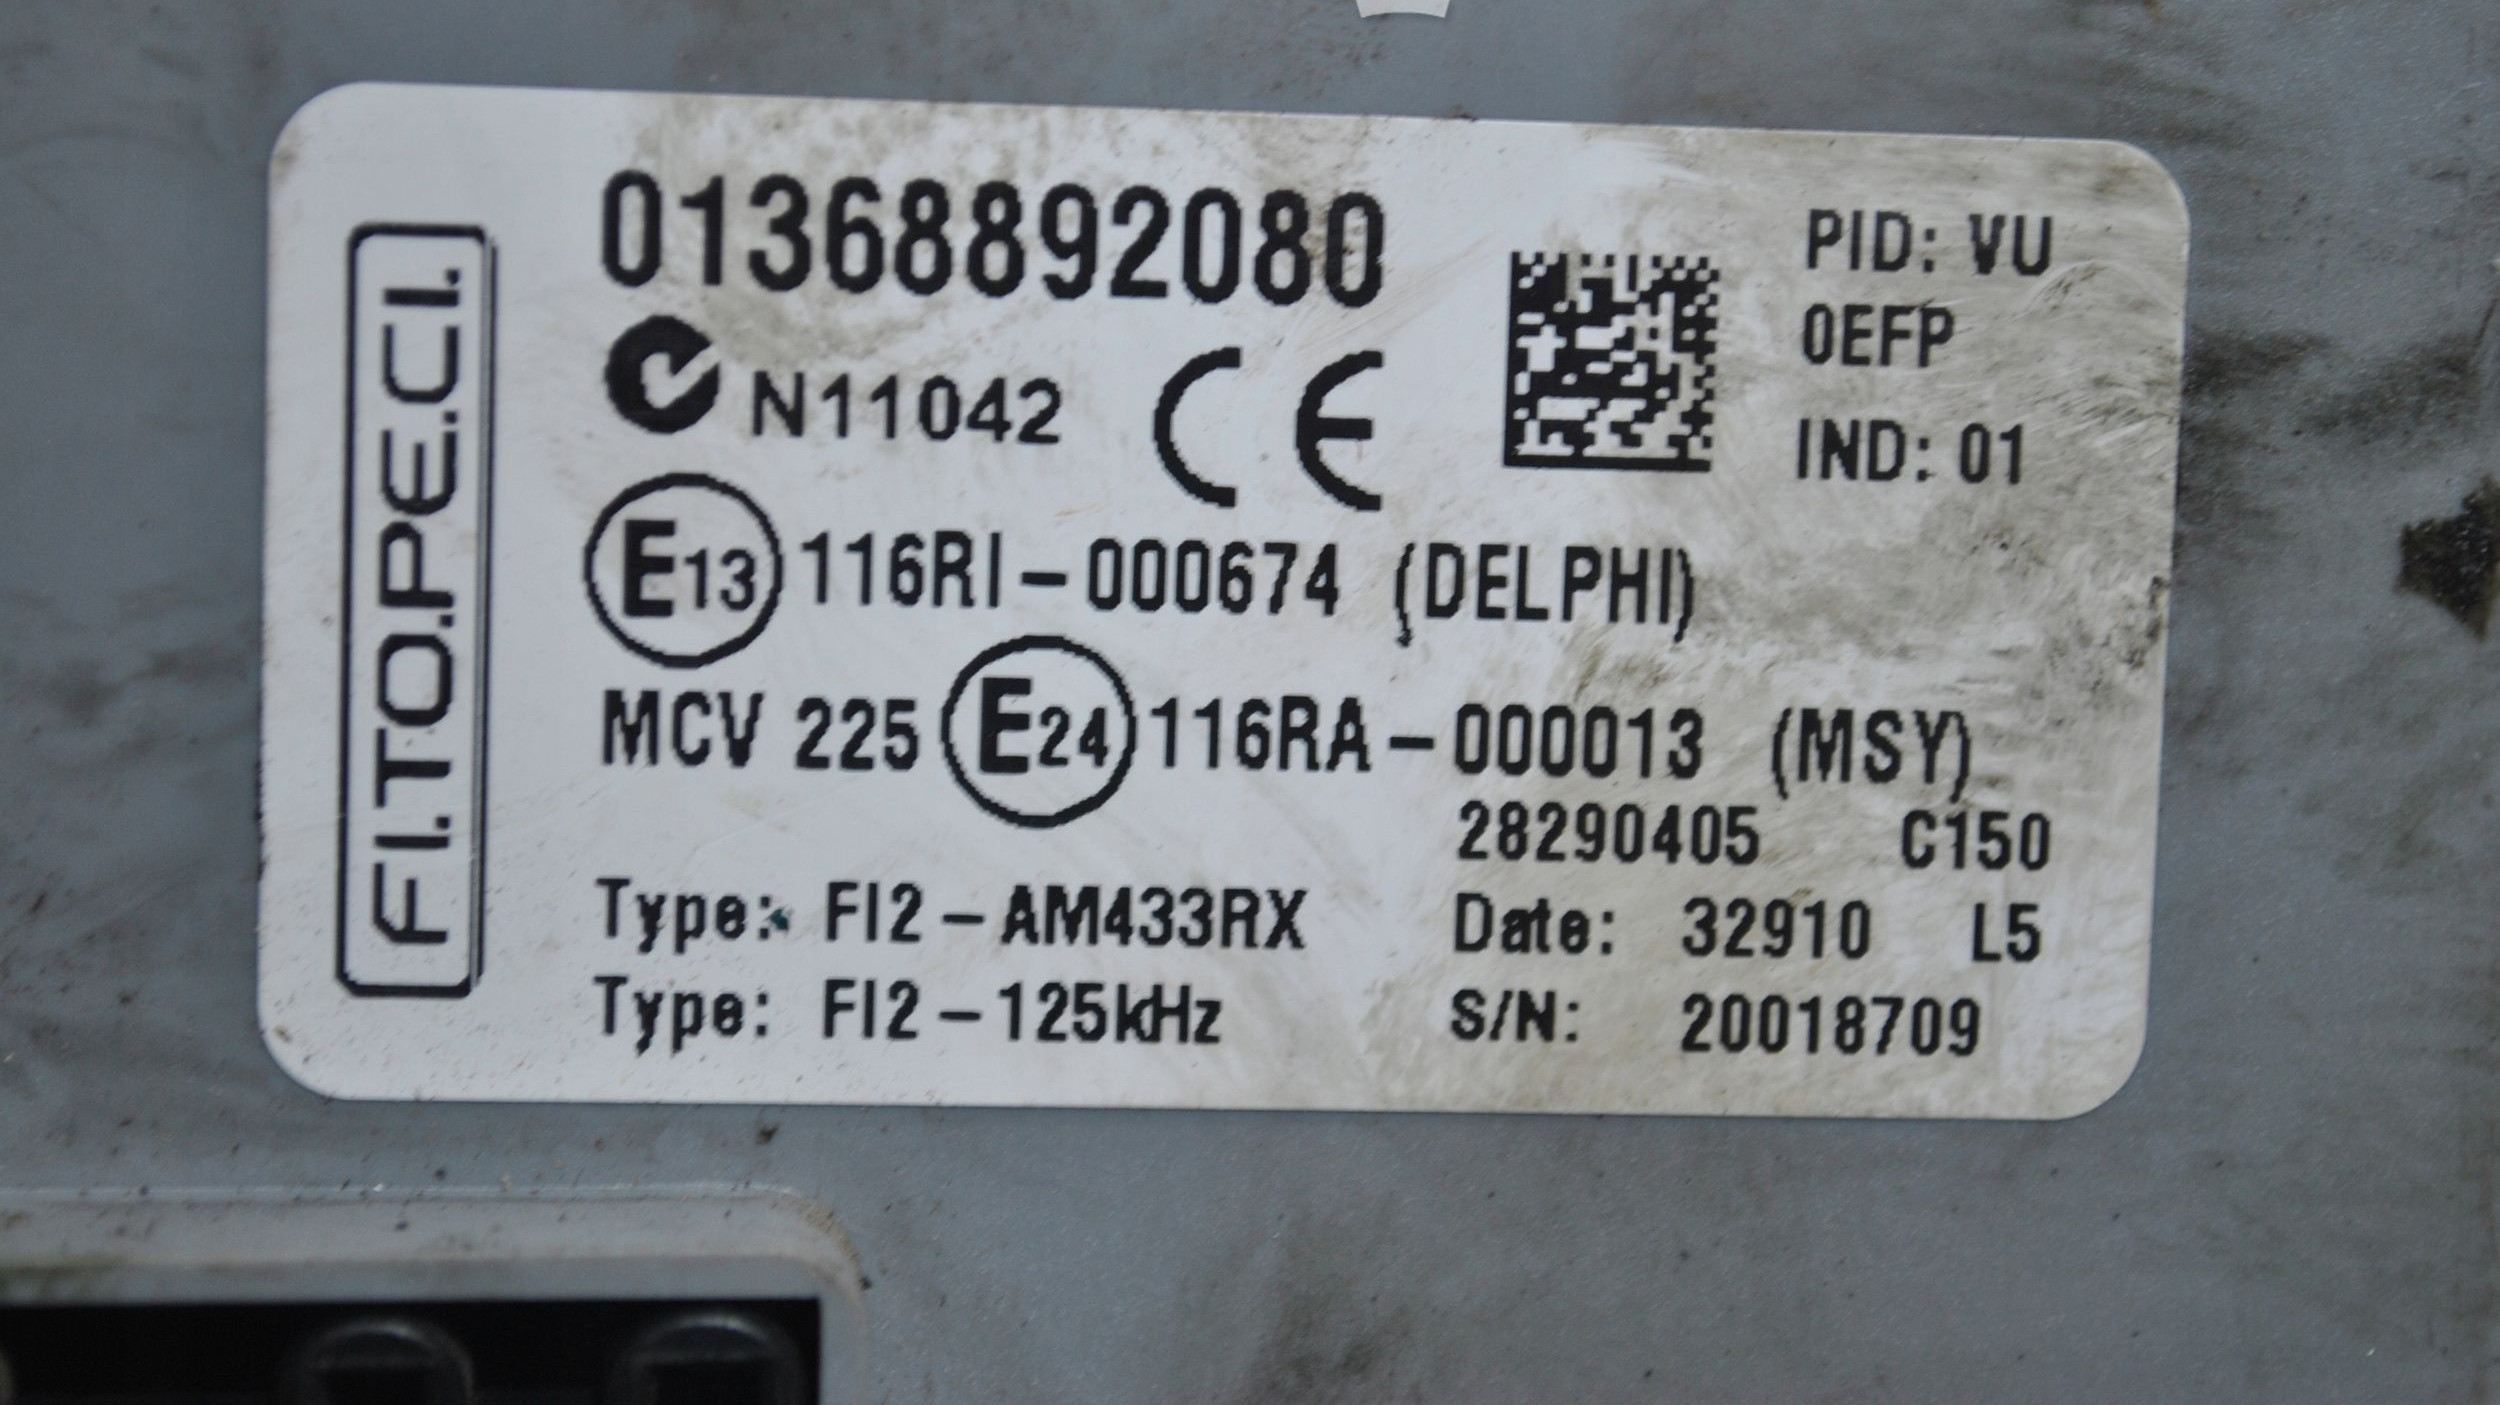 FI.TO.PE.C.I.
01368892080
N11042 CE
PID: VU
0EFP
IND: 01
E13 116RI-000674 (DELPHI)
MCV 225 E24 116RA-000013 (MSY)
28290405 C150
Type: FI2-AM433RX
Date: 32910 L5
Type: FI2-125kHz
S/N: 20018709